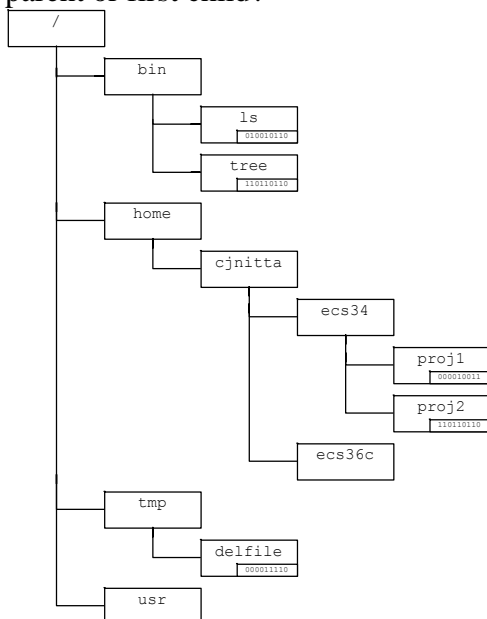 parent or first child?
/
bin
ls
010010110
tree
110110110
home
cjnitta
ecs34
proj1
000010011
proj2
110110110
ecs36c
tmp
delfile
000011110
usr